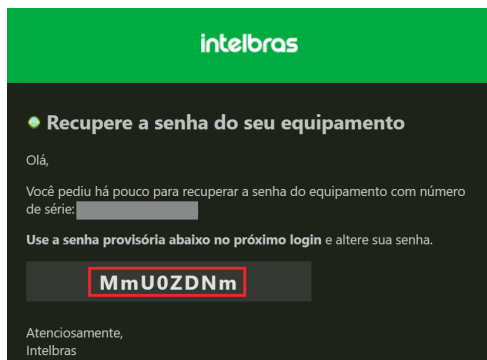 intelbras
Recupere a senha do seu equipamento
Olá,
Você pediu há pouco para recuperar a senha do equipamento com número
de série:
Use a senha provisória abaixo no próximo login e altere sua senha.
MmU0ZDNm
Atenciosamente,
Intelbras